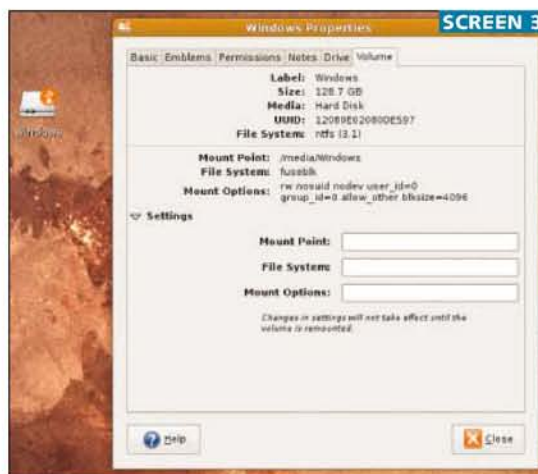 Windows Properties
SCREEN 3
Basic Emblems Permissions Notes Drive Volume
Label: Windows
Size: 128.7 GB
Media: Hard Disk
UUID:
File System: ntfs (3.1)
Mount Point: /media/Windows
File System: fuseblk
Mount Options: rw nosuid nodev user_id=0
group_id=0 allow_other blksize=4096
Settings
Mount Point:
File System:
Mount Options:
Changes in settings will not take effect until the
volume is remounted.
Help
Close
Windows